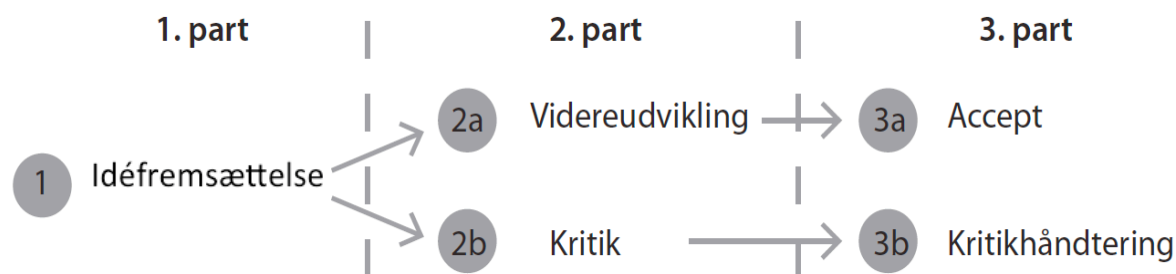 1. part 2. part 3. part
2a Videreudvikling 3a Accept
1 Idéfremsættelse
2b Kritik 3b Kritikhåndtering